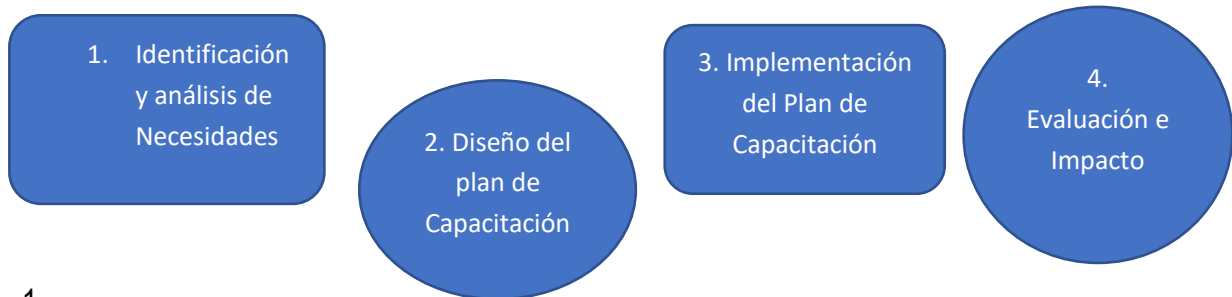 1. Identificación
y análisis de
Necesidades
2. Diseño del
plan de
Capacitación
3. Implementación
del Plan de
Capacitación
4.
Evaluación e
Impacto
1